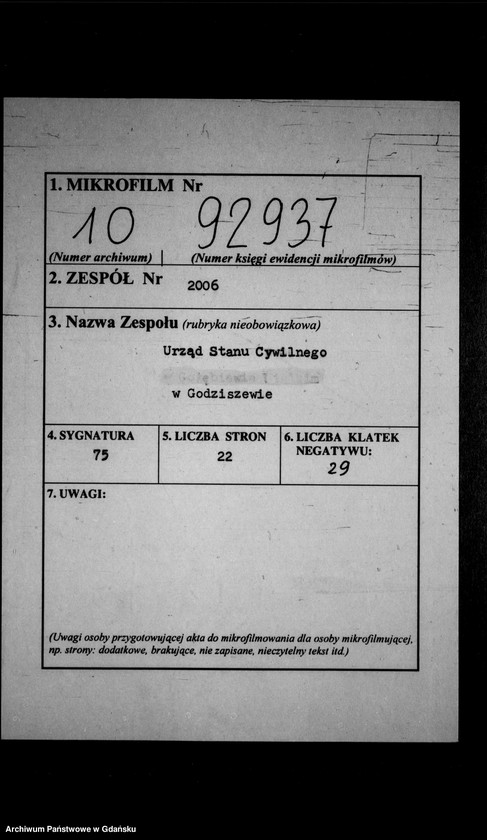 1. MIKROFILM Nr
10 92937
(Numer archiwum) (Numer księgi ewidencji mikrofilmów)
2. ZESPÓŁ Nr 2006
3. Nazwa Zespołu (rubryka nieobowiązkowa)
Urząd Stanu Cywilnego
w Godziszewie
4. SYGNATURA
75
5. LICZBA STRON
22
6. LICZBA KLATEK
NEGATYWU:
29
7. UWAGI:
(Uwagi osoby przygotowującej akta do mikrofilmowania dla osoby mikrofilmującej,
np. strony: dodatkowe, brakujące, nie zapisane, nieczytelny tekst itd.)
Archiwum Państwowe w Gdańsku